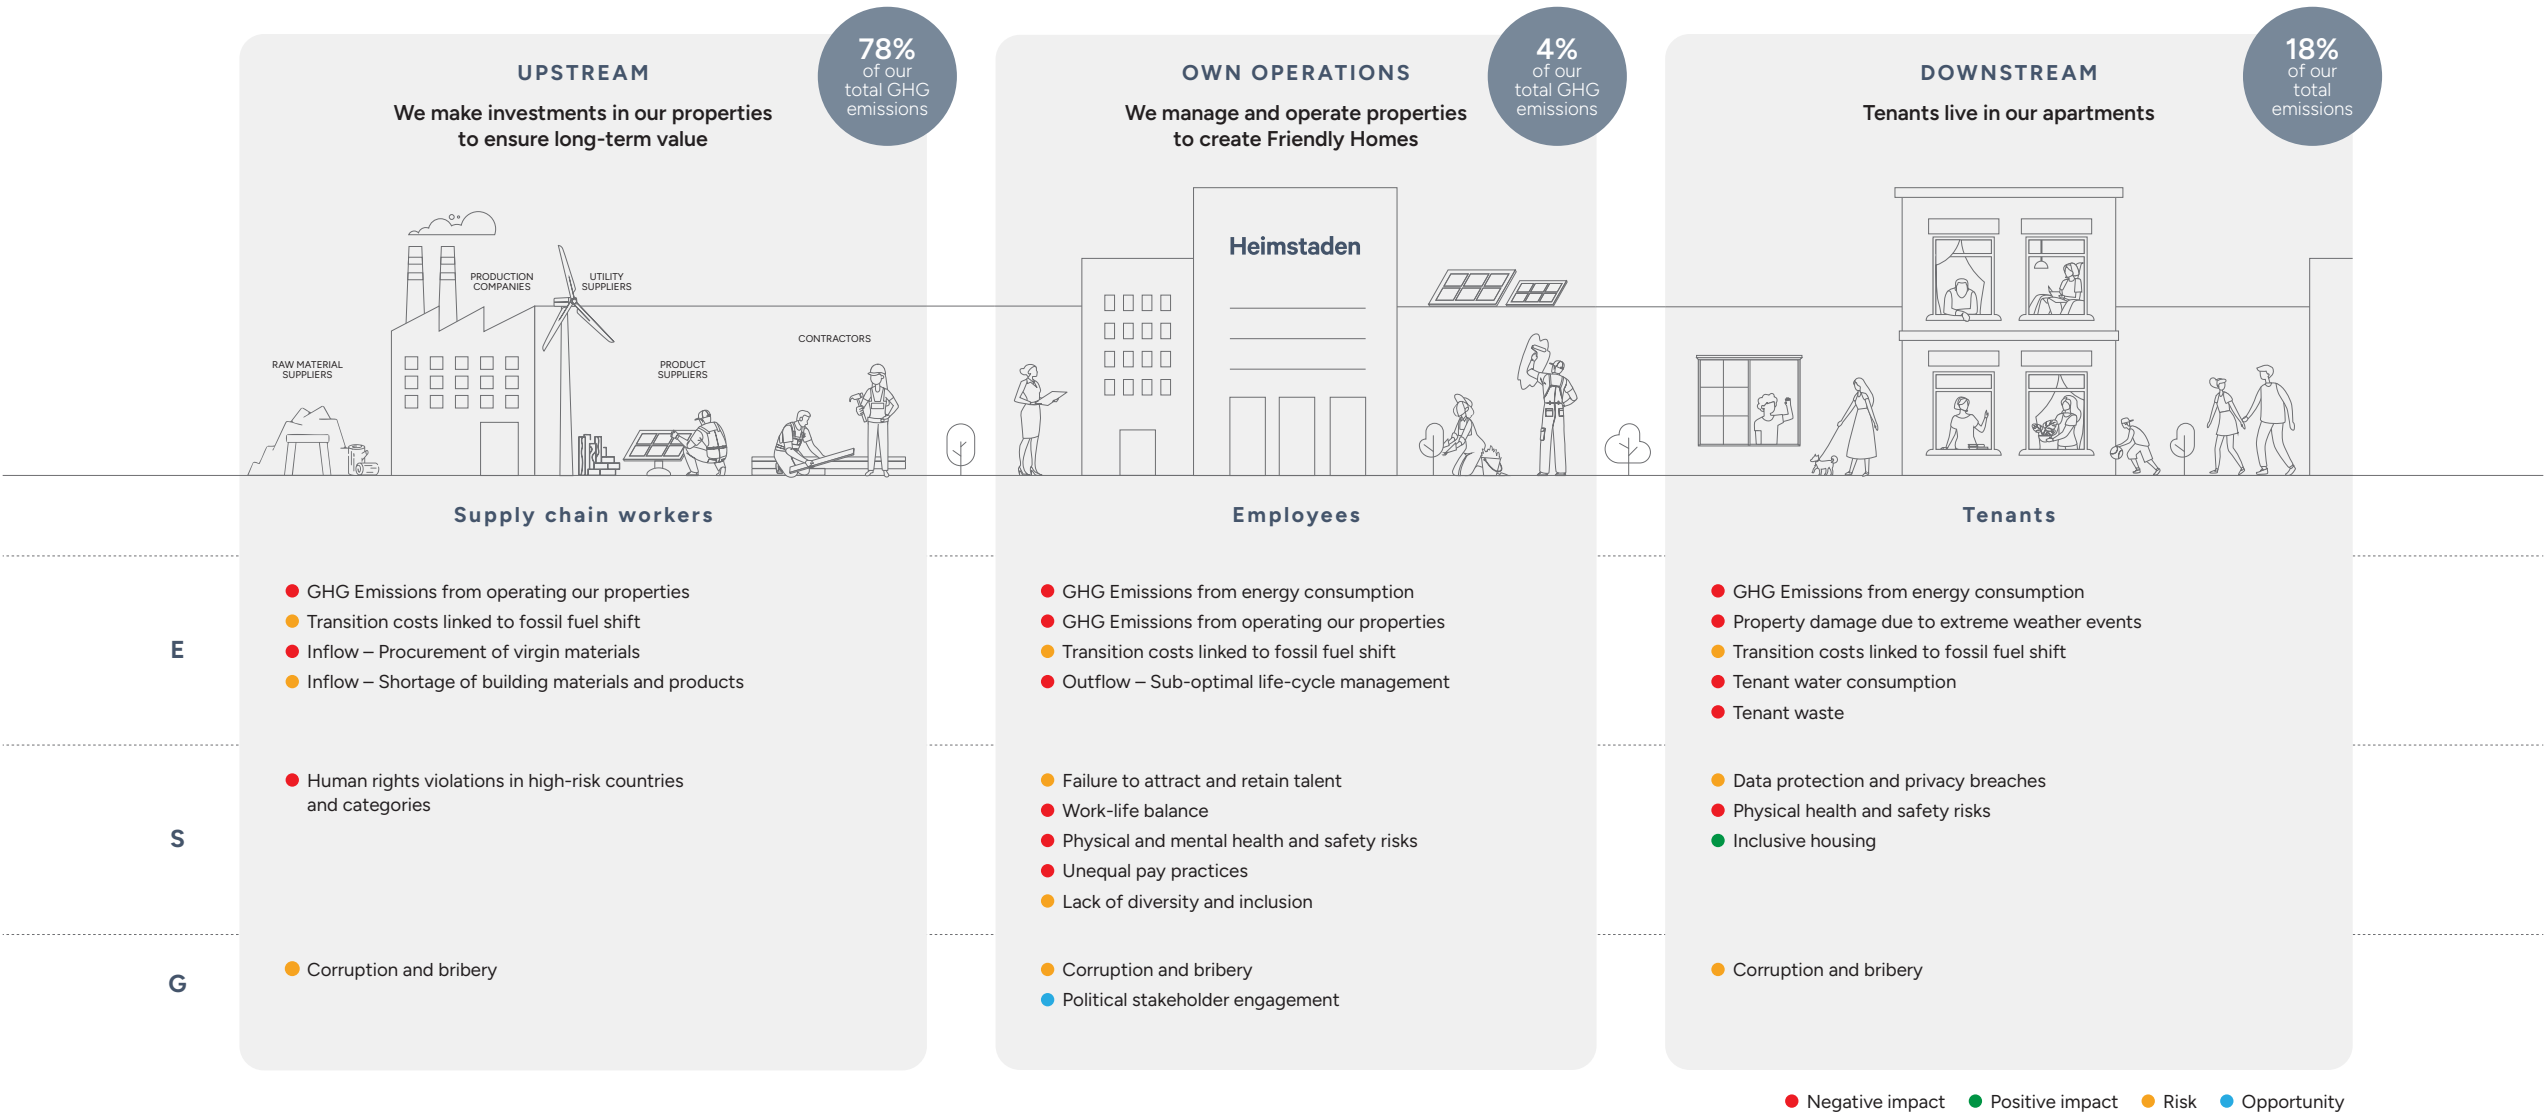 UPSTREAM
We make investments in our properties
to ensure long-term value
78%
of our
total GHG
emissions
OWN OPERATIONS
We manage and operate properties
to create Friendly Homes
4%
of our
total GHG
emissions
DOWNSTREAM
Tenants live in our apartments
18%
of our
total
emissions
RAW MATERIAL
SUPPLIERS
PRODUCTION
COMPANIES
UTILITY
SUPPLIERS
PRODUCT
SUPPLIERS
CONTRACTORS
Heimstaden
Supply chain workers
Employees
Tenants
E
GHG Emissions from operating our properties
Transition costs linked to fossil fuel shift
Inflow – Procurement of virgin materials
Inflow – Shortage of building materials and products
GHG Emissions from energy consumption
GHG Emissions from operating our properties
Transition costs linked to fossil fuel shift
Outflow – Sub-optimal life-cycle management
GHG Emissions from energy consumption
Property damage due to extreme weather events
Transition costs linked to fossil fuel shift
Tenant water consumption
Tenant waste
S
Human rights violations in high-risk countries
and categories
Failure to attract and retain talent
Work-life balance
Physical and mental health and safety risks
Unequal pay practices
Lack of diversity and inclusion
Data protection and privacy breaches
Physical health and safety risks
Inclusive housing
G
Corruption and bribery
Corruption and bribery
Political stakeholder engagement
Corruption and bribery
Negative impact
Positive impact
Risk
Opportunity